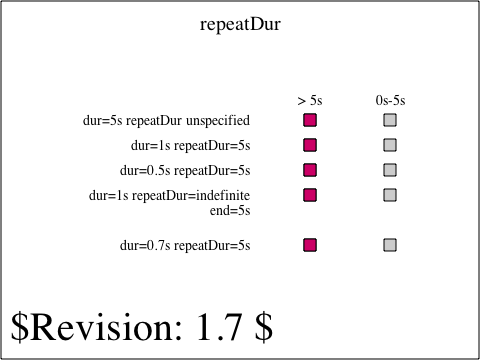 repeatDur
> 5s 0s-5s
dur=5s repeatDur unspecified
dur=1s repeatDur=5s
dur=0.5s repeatDur=5s
dur=1s repeatDur=indefinite
end=5s
dur=0.7s repeatDur=5s
$Revision: 1.7 $